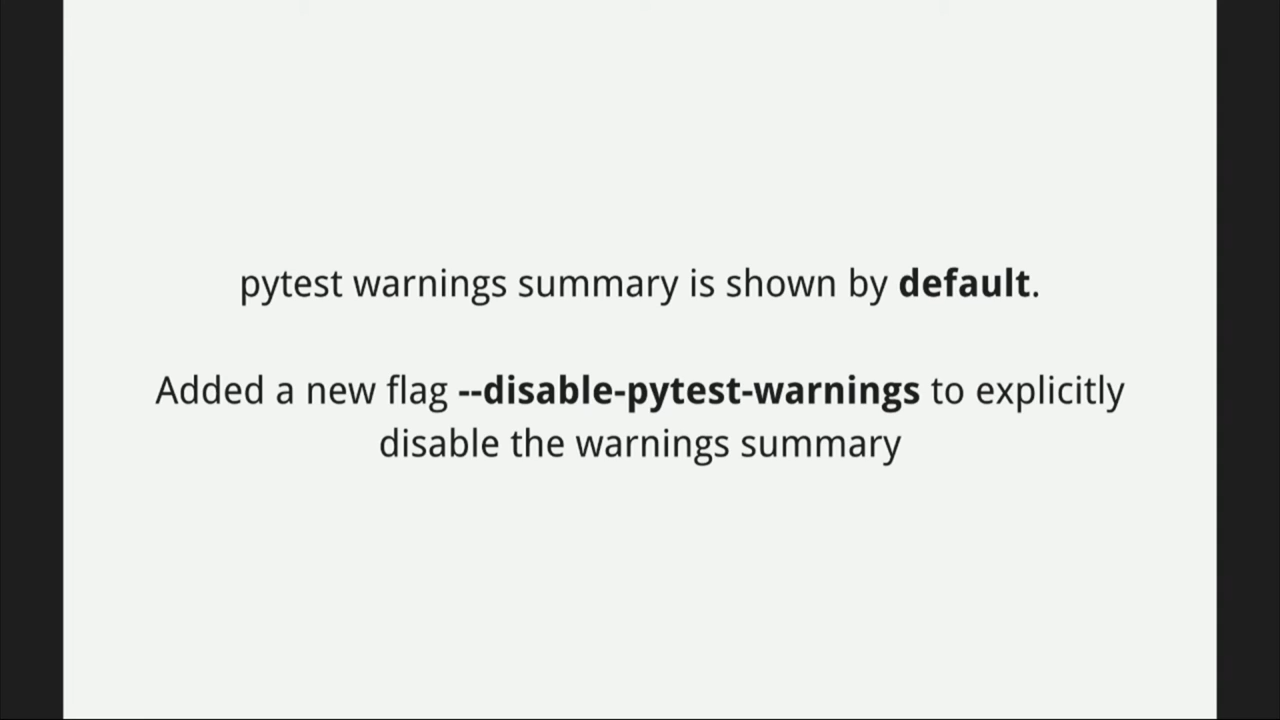 pytest warnings summary is shown by default.
Added a new flag --disable-pytest-warnings to explicitly
disable the warnings summary